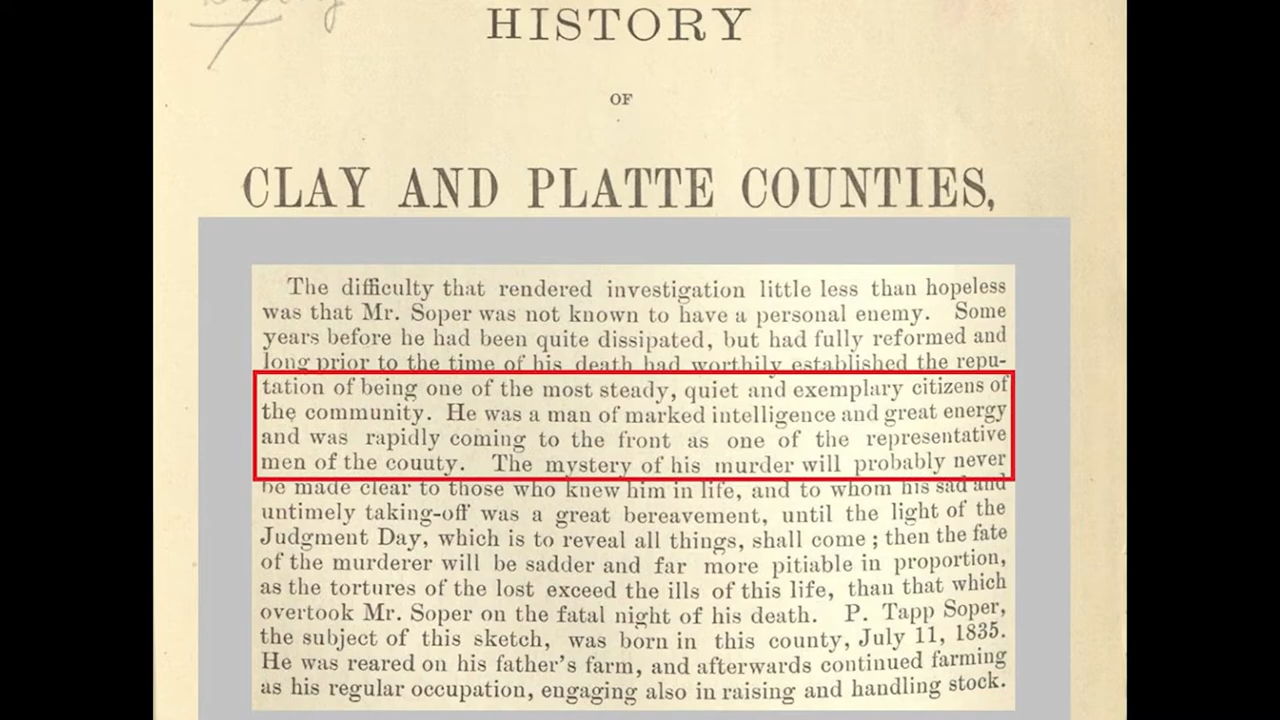 HISTORY
OF
CLAY AND PLATTE COUNTIES,
The difficulty that rendered investigation little less than hopeless
was that Mr. Soper was not known to have a personal enemy. Some
years before he had been quite dissipated, but had fully reformed and
long prior to the time of his death had worthily established the repu-
tation of being one of the most steady, quiet and exemplary citizens of
the community. He was a man of marked intelligence and great energy
and was rapidly coming to the front as one of the representative
men of the couuty. The mystery of his murder will probably never
be made clear to those who knew him in life, and to whom his sad and
untimely taking-off was a great bereavement, until the light of the
Judgment Day, which is to reveal all things, shall come; then the fate
of the murderer will be sadder and far more pitiable in proportion,
as the tortures of the lost exceed the ills of this life, than that which
overtook Mr. Soper on the fatal night of his death. P. Tapp Soper,
the subject of this sketch, was born in this county, July 11, 1835.
He was reared on his father's farm, and afterwards continued farming
as his regular occupation, engaging also in raising and handling stock.